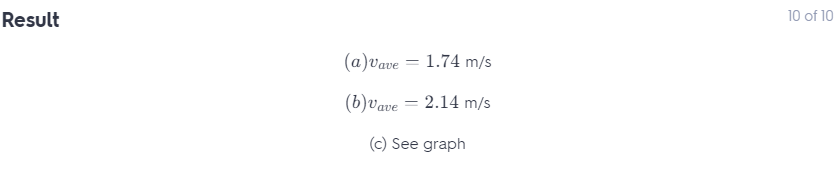 Result 10 of 10
(a)v_ave = 1.74 m/s
(b)v_ave = 2.14 m/s
(c) See graph